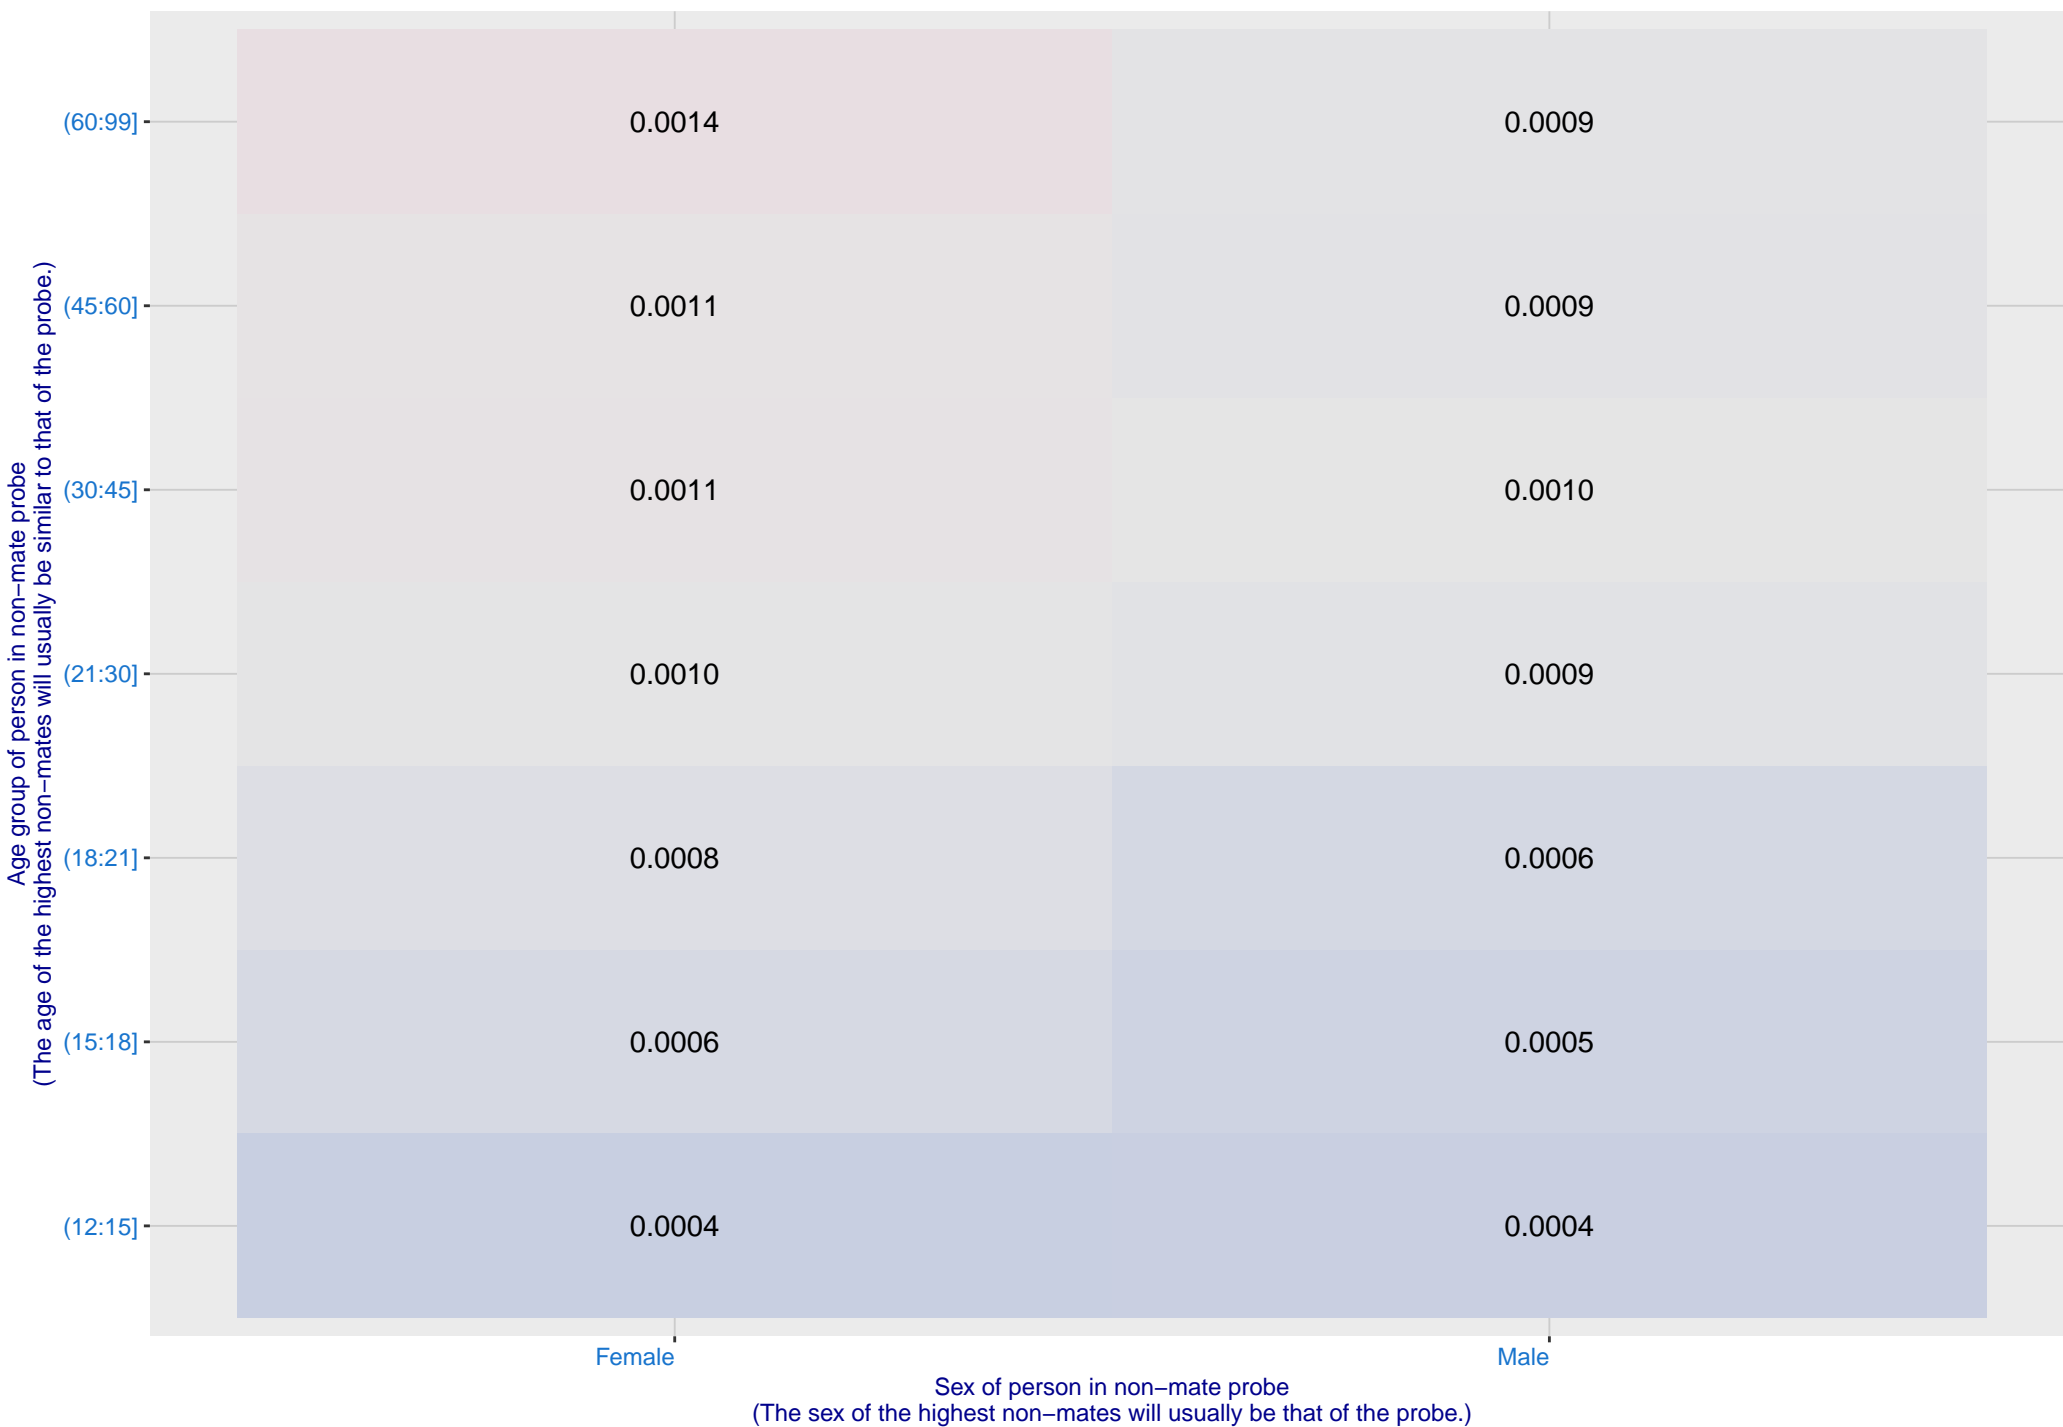 Age group of person in non−mate probe
(The age of the highest non−mates will usually be similar to that of the probe.)
(60:99] 0.0014 0.0009
(45:60] 0.0011 0.0009
(30:45] 0.0011 0.0010
(21:30] 0.0010 0.0009
(18:21] 0.0008 0.0006
(15:18] 0.0006 0.0005
(12:15] 0.0004 0.0004
Female Male
Sex of person in non−mate probe
(The sex of the highest non−mates will usually be that of the probe.)